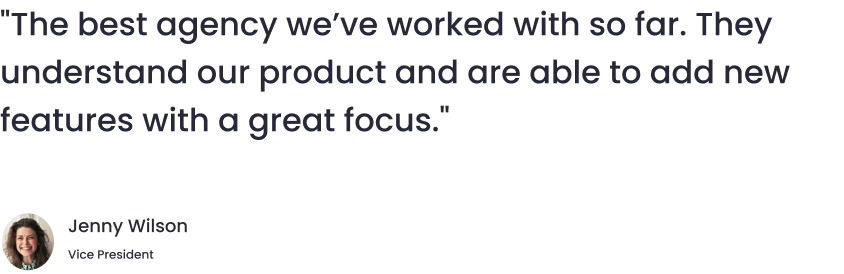 "The best agency we’ve worked with so far. They
understand our product and are able to add new
features with a great focus."
Jenny Wilson
Vice President